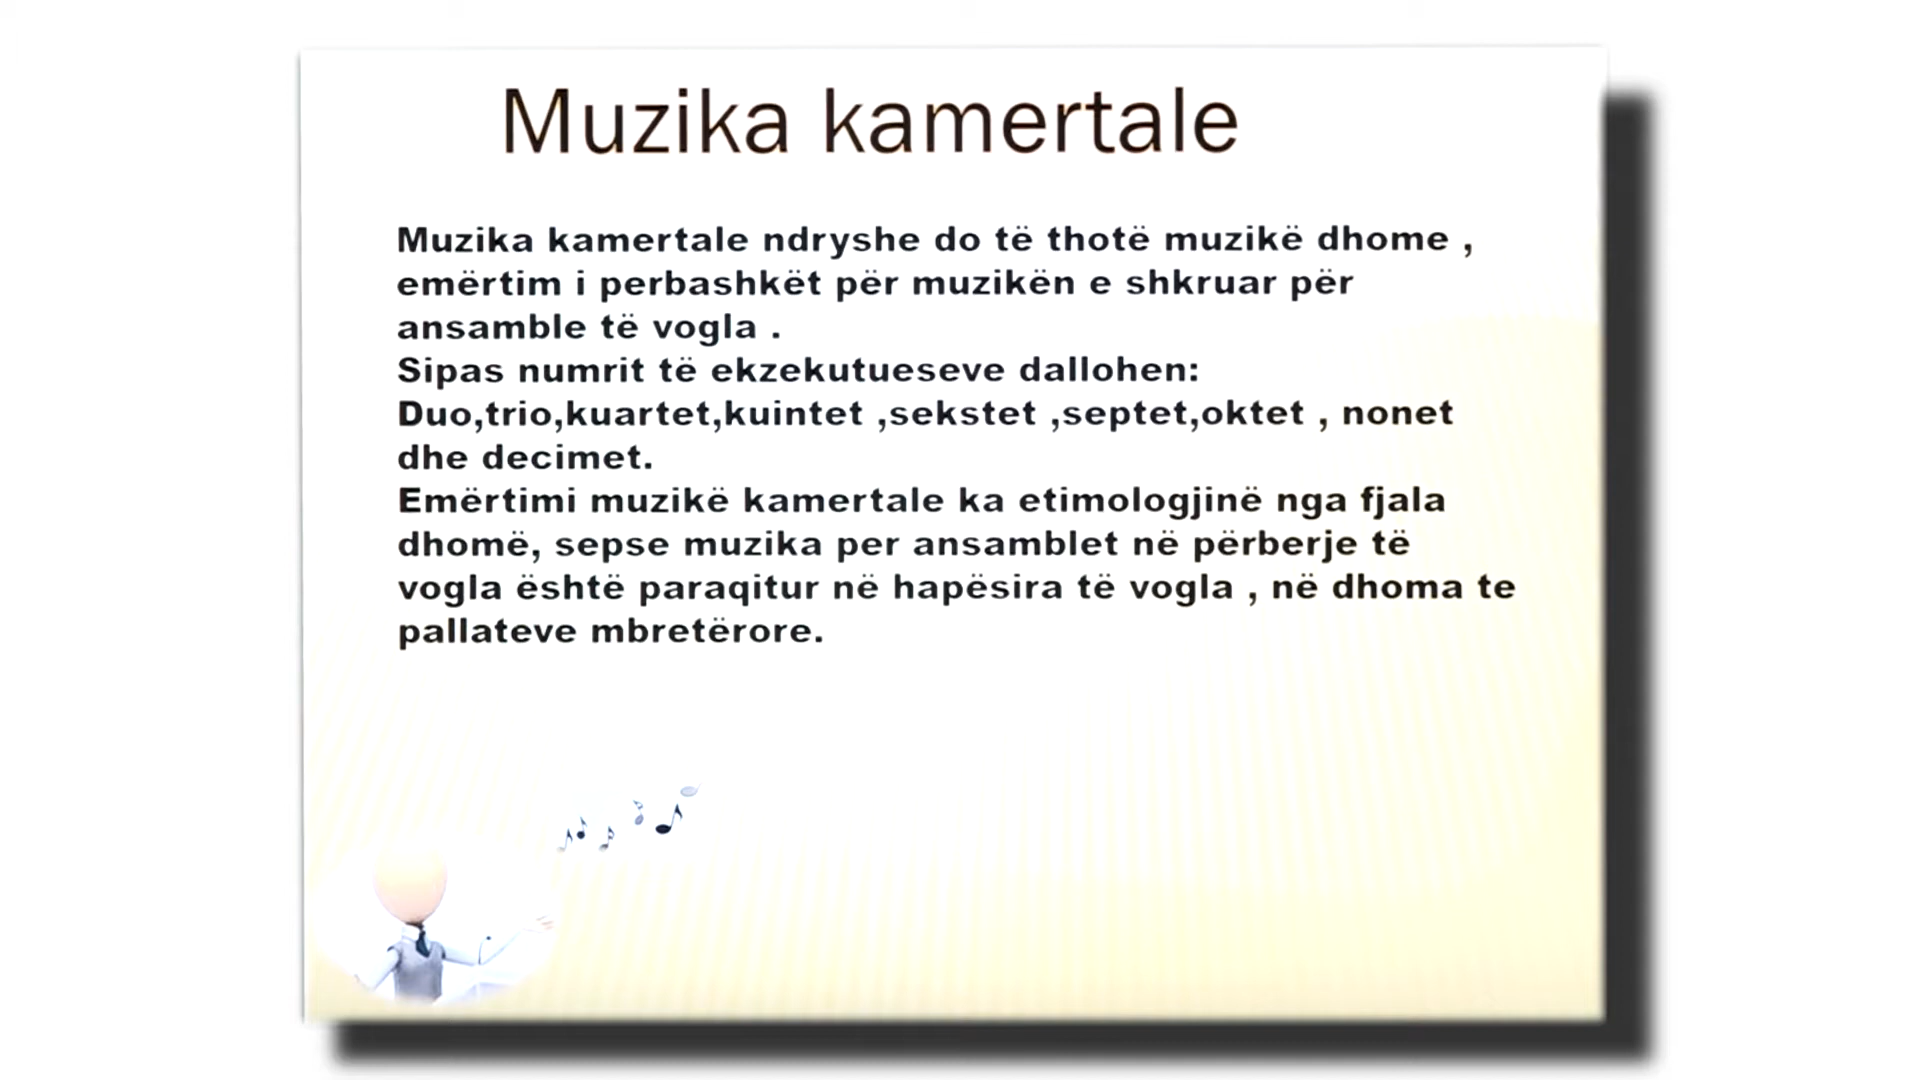 Muzika kamertale
Muzika kamertale ndryshe do të thotë muzikë dhome ,
emërtim i perbashkët për muzikën e shkruar për
ansamble të vogla .
Sipas numrit të ekzekutueseve dallohen:
Duo,trio,kuartet,kuintet ,sekstet ,septet,oktet , nonet
dhe decimet.
Emërtimi muzikë kamertale ka etimologjinë nga fjala
dhomë, sepse muzika per ansamblet në përberje të
vogla është paraqitur në hapësira të vogla , në dhoma te
pallateve mbretërore.